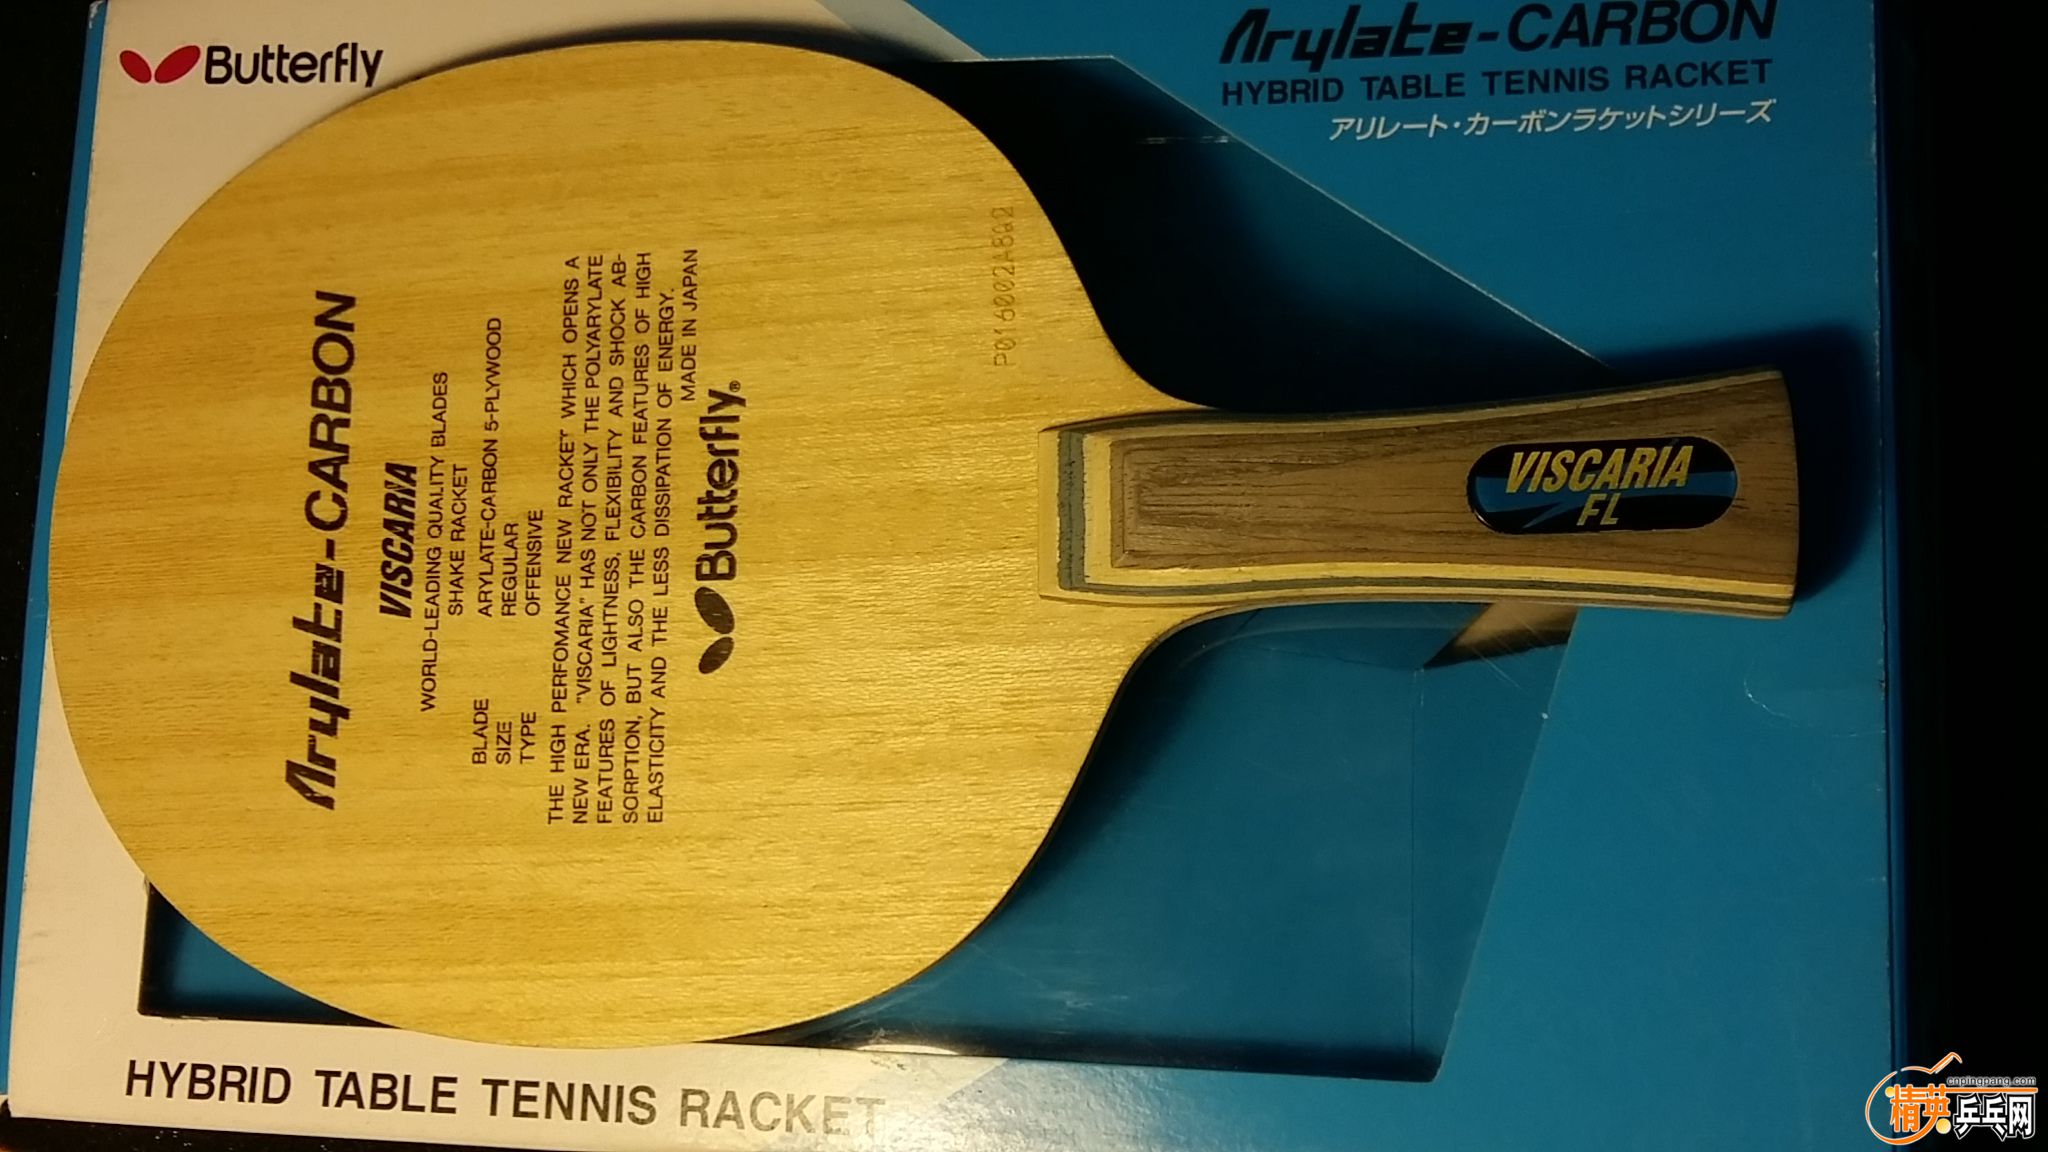 Butterfly
Arylate-CARBON
HYBRID TABLE TENNIS RACKET
アリレート・カーボンラケットシリーズ
Arylate-CARBON
VISCARIA
WORLD-LEADING QUALITY BLADES
SHAKE RACKET
BLADE ARYLATE-CARBON 5-PLYWOOD
SIZE REGULAR
TYPE OFFENSIVE
THE HIGH PERFOMANCE NEW RACKET WHICH OPENS A
NEW ERA. "VISCARIA" HAS NOT ONLY THE POLYARYLATE
FEATURES OF LIGHTNESS, FLEXIBILITY AND SHOCK AB-
SORPTION, BUT ALSO THE CARBON FEATURES OF HIGH
ELASTICITY AND THE LESS DISSIPATION OF ENERGY.
MADE IN JAPAN
Butterfly®
P016002A802
VISCARIA
FL
HYBRID TABLE TENNIS RACKET
cnpingpang.com
精英乒乓网